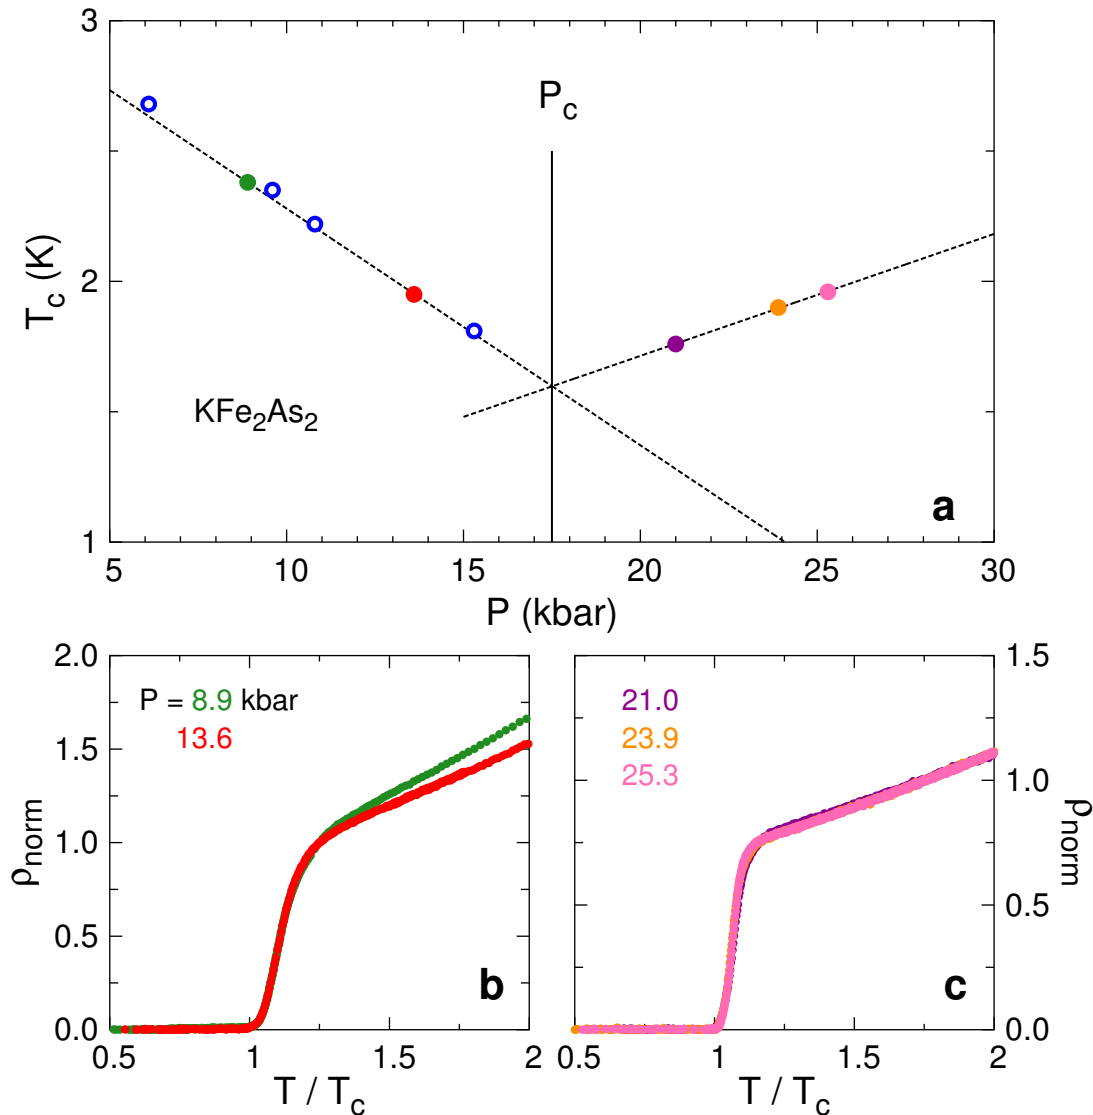 3
2
1
T_c (K)
P_c
KFe₂As₂
a
5 10 15 20 25 30
P (kbar)
2.0
1.5
1.0
0.5
0.0
ρ_norm
P = 8.9 kbar
13.6
b
0.5 1 1.5 2
T / T_c
21.0
23.9
25.3
c
1.5
1.0
0.5
0.0
ρ_norm
0.5 1 1.5 2
T / T_c